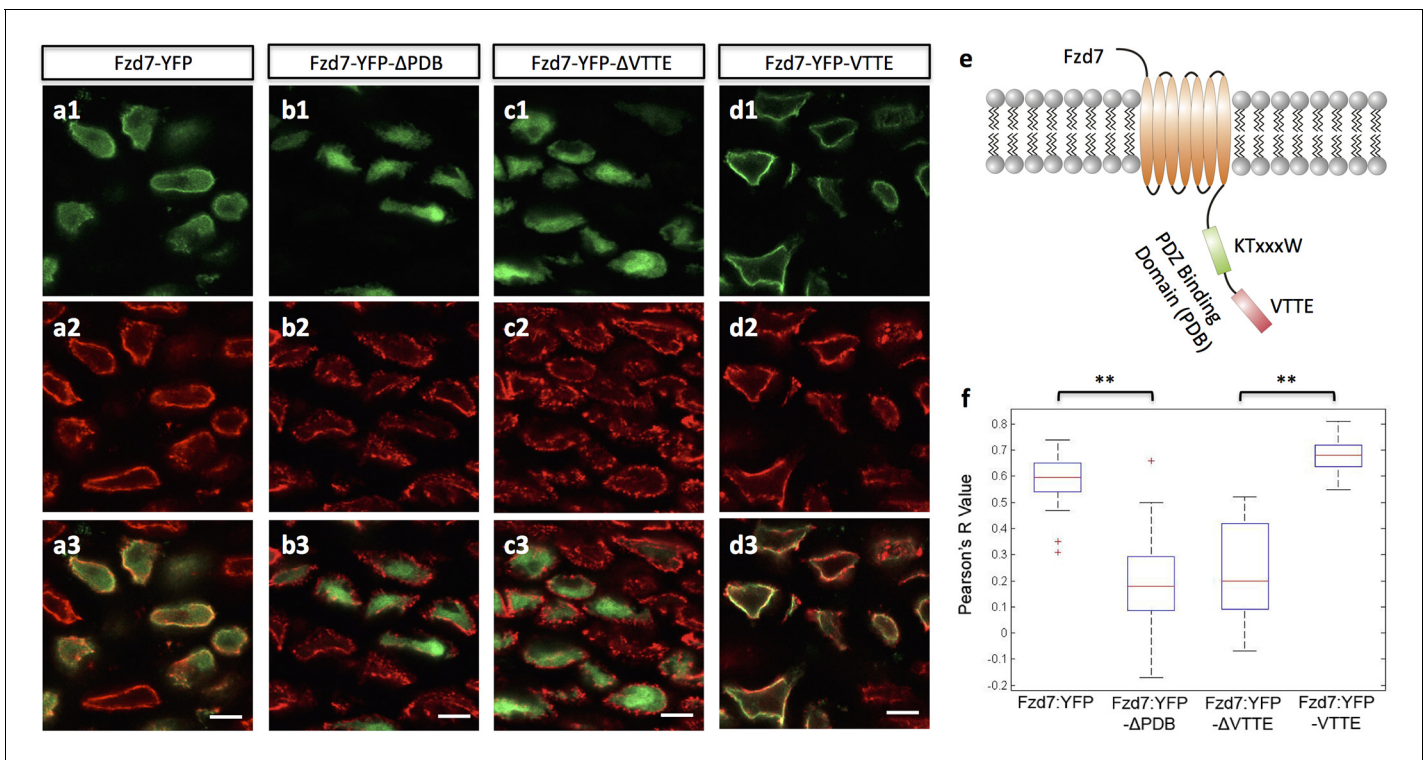 Fzd7-YFP
Fzd7-YFP-ΔPDB
Fzd7-YFP-ΔVTTE
Fzd7-YFP-VTTE
a1
b1
c1
d1
a2
b2
c2
d2
a3
b3
c3
d3
e
Fzd7
KTxxxW
VTTE
PDZ Binding
Domain (PDB)
f
**
**
Pearson's R Value
0.8
0.7
0.6
0.5
0.4
0.3
0.2
0.1
0
-0.1
-0.2
Fzd7:YFP
Fzd7:YFP
-ΔPDB
Fzd7:YFP
-ΔVTTE
Fzd7:YFP
-VTTE